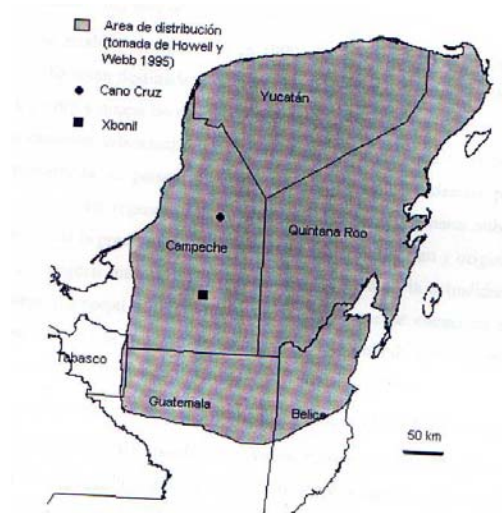 Area de distribución
(tomada de Howell y
Webb 1995)
Cano Cruz
Xbonil
Yucatán
Quintana Roo
Campeche
Tabasco
Guatemala
Belice
50 km